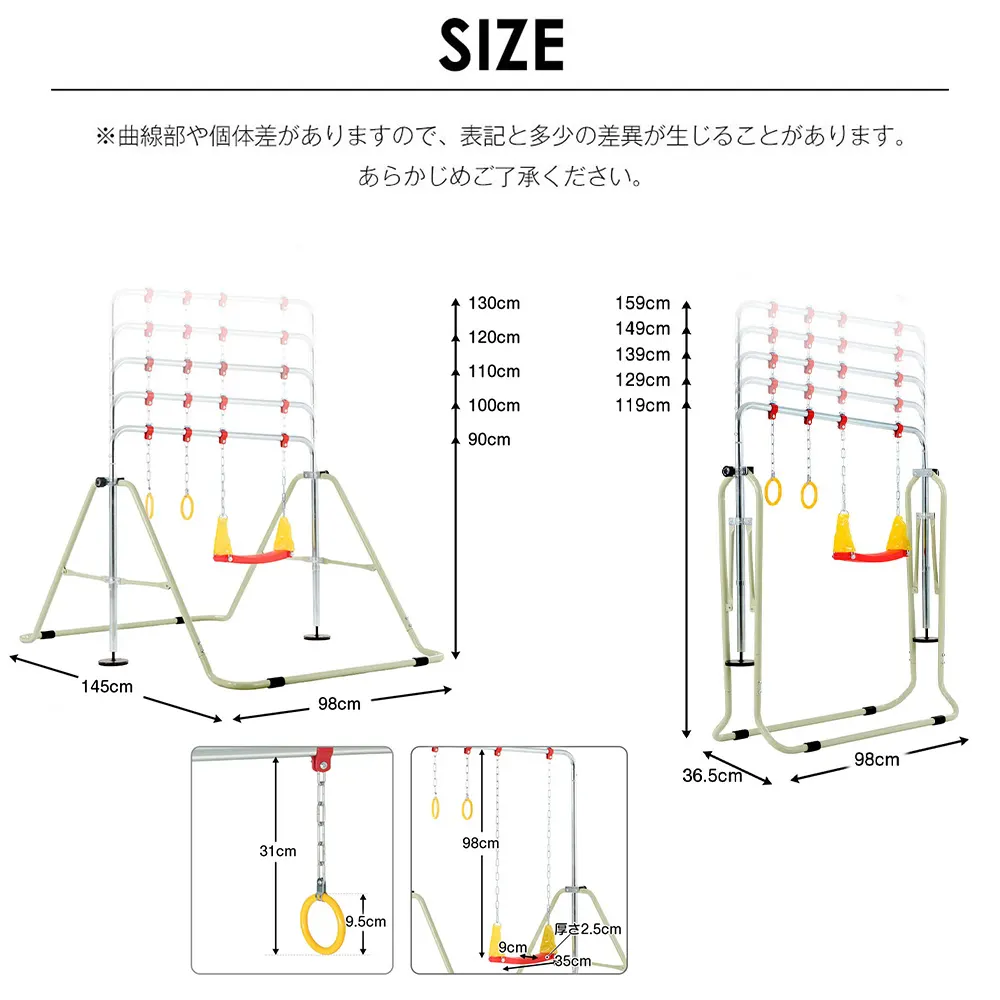 SIZE
※曲線部や個体差がありますので、表記と多少の差異が生じることがあります。
あらかじめご了承ください。
130cm
120cm
110cm
100cm
90cm
145cm
98cm
159cm
149cm
139cm
129cm
119cm
36.5cm
98cm
31cm
9.5cm
98cm
厚さ2.5cm
9cm
35cm